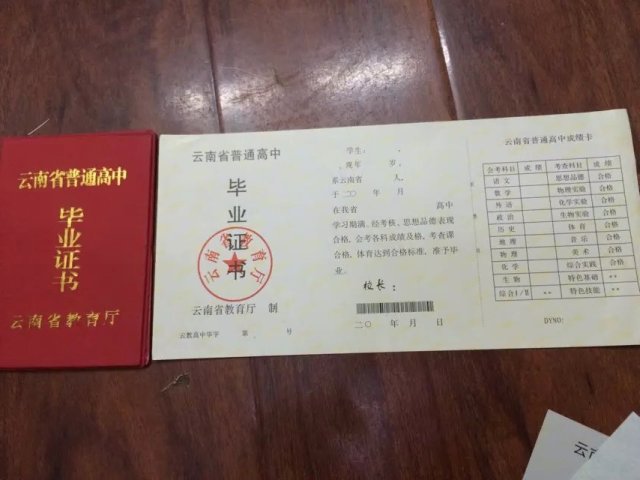 云南省普通高中
毕业证书
云南省教育厅
云南省普通高中
毕业证书
云南省教育厅
云南省教育厅 制
云教高中毕字 第 号
学生:
,现年 岁,
系云南省 人,
于二〇 年 月
在我省 高中
学习期满、经考核、思想品德表现
合格,会考各科成绩及格,考查课
合格,体育达到合格标准,准予毕
业。
校长:
二〇 年 月 日
云南省普通高中成绩卡
会考科目 成绩 考查科目 成绩
语文 思想品德 合格
数学 物理实验 合格
外语 化学实验 合格
政治 生物实验 合格
历史 体育 合格
地理 音乐 合格
物理 美术 合格
化学 综合实践 合格
生物 特色基础 **
综合I/II ** 特色技能 **
DYNO:
云